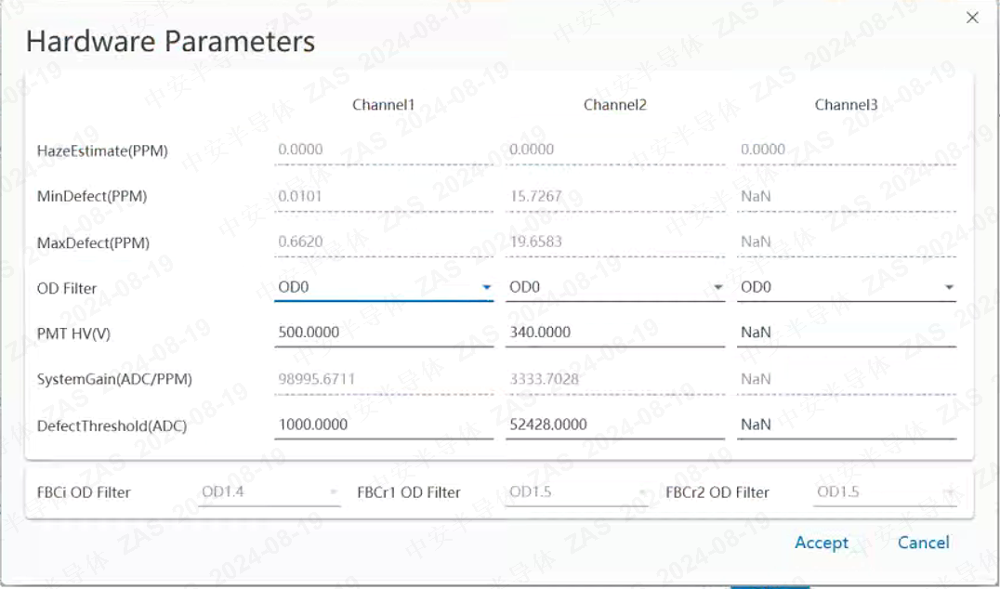 Hardware Parameters
Channel1 Channel2 Channel3
HazeEstimate(PPM) 0.0000 0.0000 0.0000
MinDefect(PPM) 0.0101 15.7267 NaN
MaxDefect(PPM) 0.6620 19.6583 NaN
OD Filter OD0 OD0 OD0
PMT HV(V) 500.0000 340.0000 NaN
SystemGain(ADC/PPM) 98995.6711 3333.7028 NaN
DefectThreshold(ADC) 1000.0000 52428.0000 NaN
FBCi OD Filter OD1.4 FBCr1 OD Filter OD1.5 FBCr2 OD Filter OD1.5
Accept Cancel
中安半导体 ZAS 2024-08-19